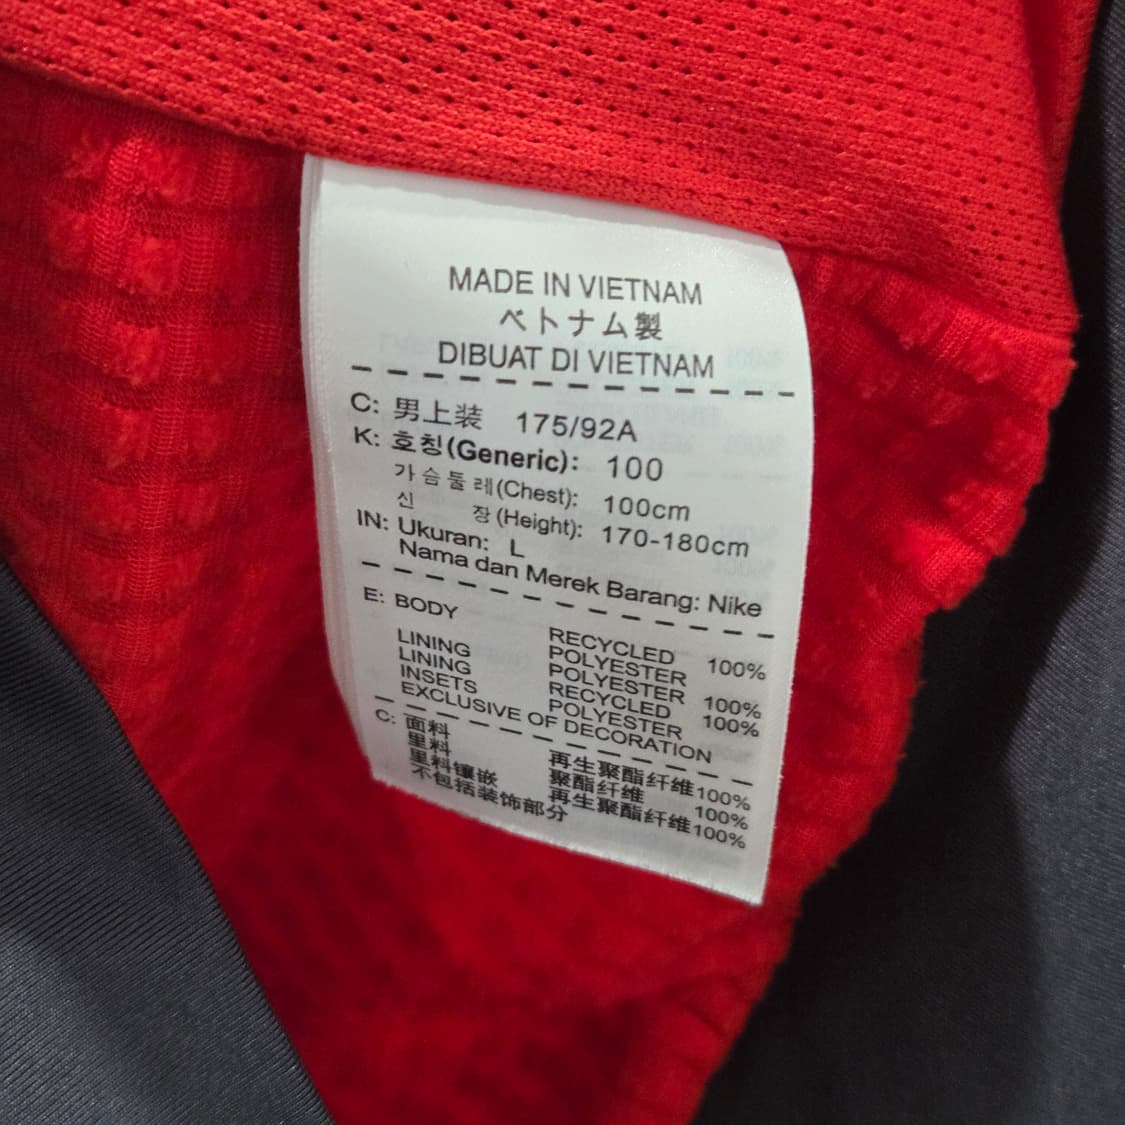 MADE IN VIETNAM
ベトナム製
DIBUAT DI VIETNAM
C: 男上装 175/92A
K: 호칭(Generic): 100
가슴둘레(Chest): 100cm
신 장(Height): 170-180cm
IN: Ukuran: L
Nama dan Merek Barang: Nike
E: BODY RECYCLED
POLYESTER 100%
LINING POLYESTER 100%
LINING INSETS RECYCLED POLYESTER 100%
EXCLUSIVE OF DECORATION
C: 面料 再生聚酯纤维100%
里料 聚酯纤维 100%
里料镶嵌 再生聚酯纤维100%
不包括装饰部分